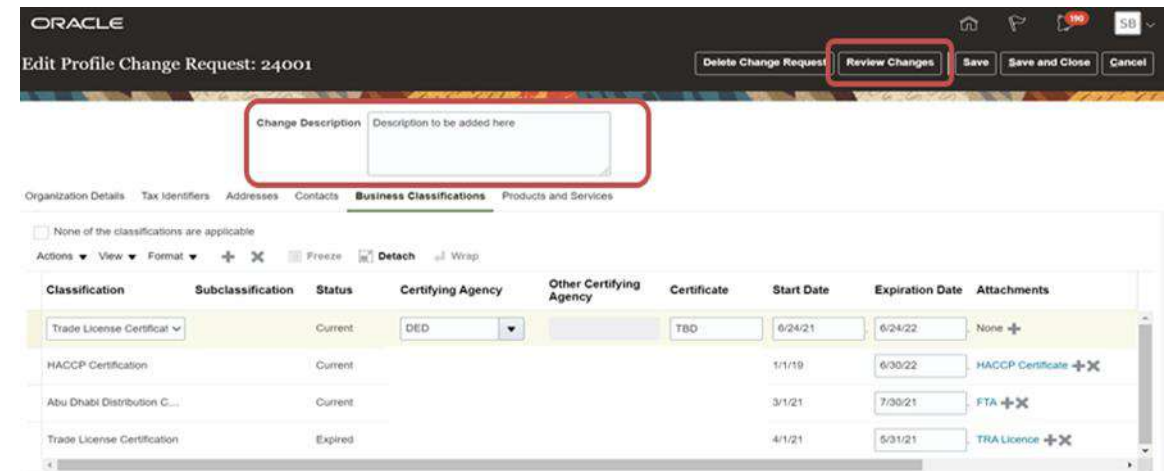 ORACLE
190
SB
Edit Profile Change Request: 24001
Delete Change Request Review Changes Save Save and Close Cancel
Change Description Description to be added here
Organization Details Tax Identifiers Addresses Contacts Business Classifications Products and Services
None of the classifications are applicable
Actions View Format Freeze Detach Wrap
Classification Subclassification Status Certifying Agency Other Certifying Agency Certificate Start Date Expiration Date Attachments
Trade License Certificat Current DED TBD 6/24/21 6/24/22 None
HACCP Certification Current 1/1/19 6/30/22 HACCP Certificate
Abu Dhabi Distribution C... Current 3/1/21 7/30/21 FTA
Trade License Certification Expired 4/1/21 5/31/21 TRA Licence